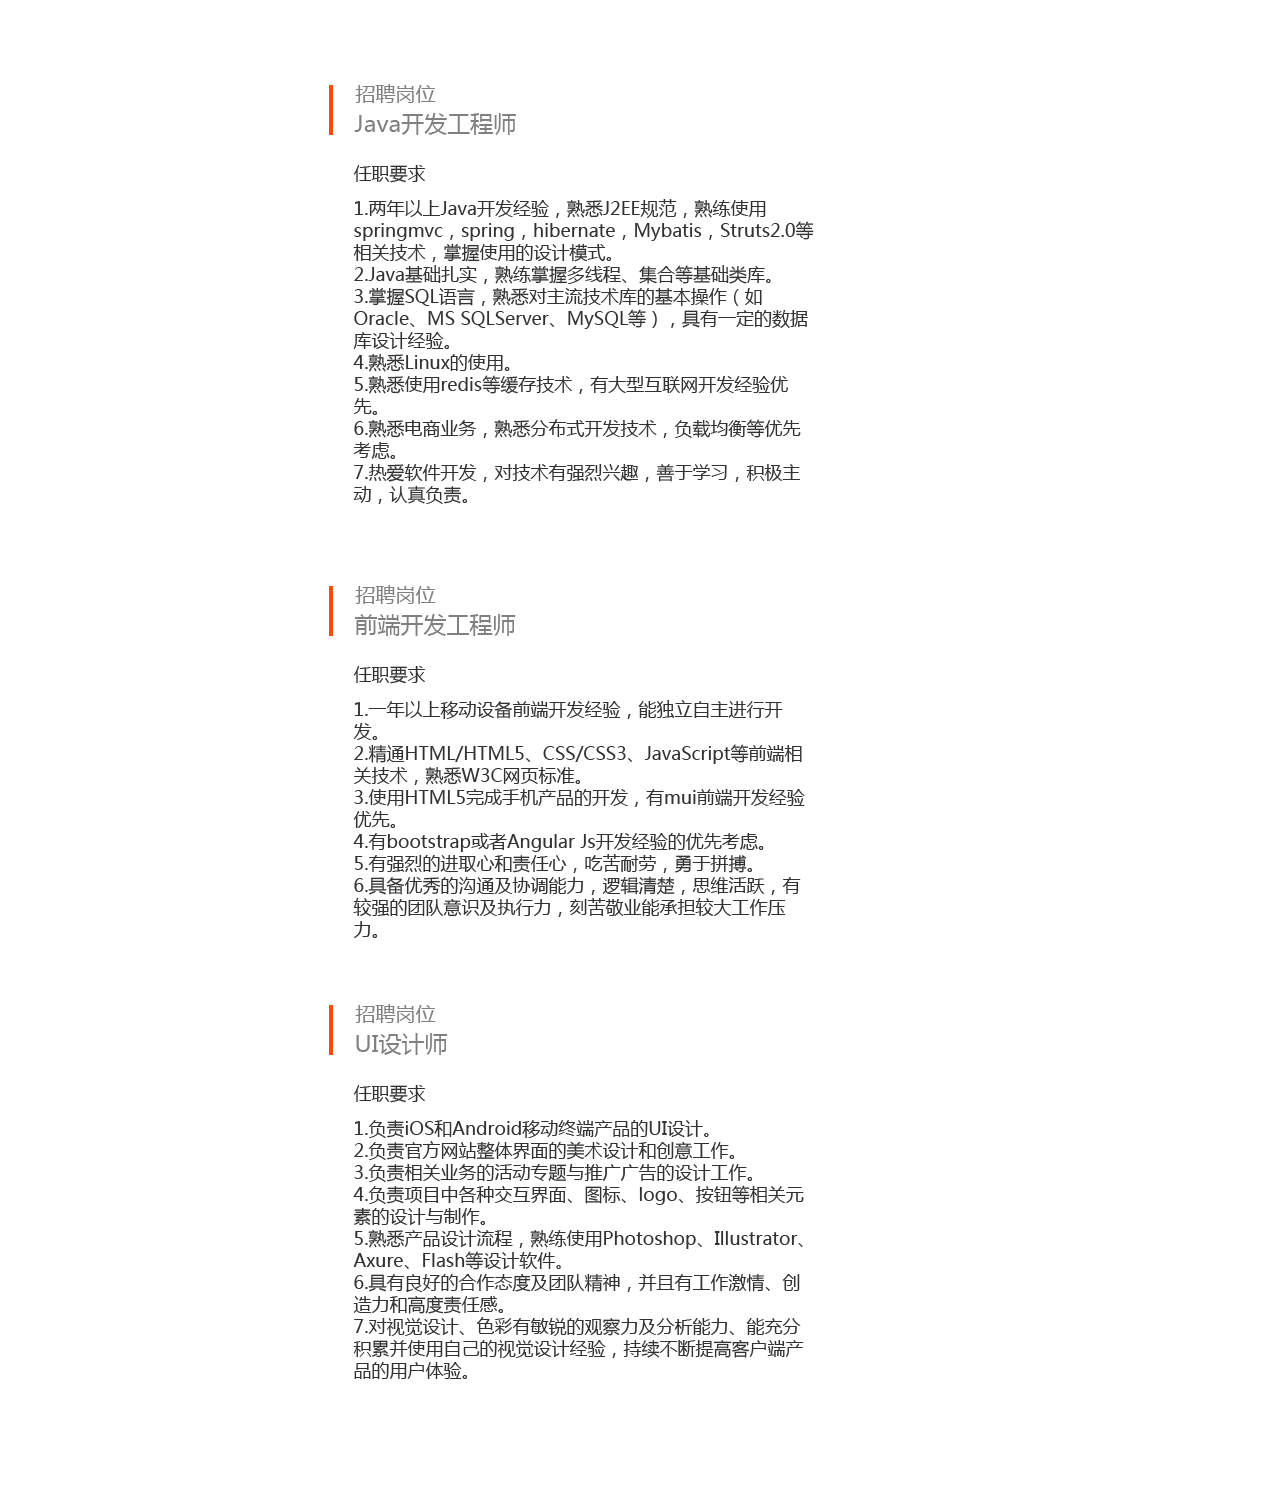 招聘岗位
Java开发工程师
任职要求
1.两年以上Java开发经验，熟悉J2EE规范，熟练使用
springmvc，spring，hibernate，Mybatis，Struts2.0等
相关技术，掌握使用的设计模式。
2.Java基础扎实，熟练掌握多线程、集合等基础类库。
3.掌握SQL语言，熟悉对主流技术库的基本操作（如
Oracle、MS SQLServer、MySQL等），具有一定的数据
库设计经验。
4.熟悉Linux的使用。
5.熟悉使用redis等缓存技术，有大型互联网开发经验优
先。
6.熟悉电商业务，熟悉分布式开发技术，负载均衡等优先
考虑。
7.热爱软件开发，对技术有强烈兴趣，善于学习，积极主
动，认真负责。
招聘岗位
前端开发工程师
任职要求
1.一年以上移动设备前端开发经验，能独立自主进行开
发。
2.精通HTML/HTML5、CSS/CSS3、JavaScript等前端相
关技术，熟悉W3C网页标准。
3.使用HTML5完成手机产品的开发，有mui前端开发经验
优先。
4.有bootstrap或者Angular Js开发经验的优先考虑。
5.有强烈的进取心和责任心，吃苦耐劳，勇于拼搏。
6.具备优秀的沟通及协调能力，逻辑清楚，思维活跃，有
较强的团队意识及执行力，刻苦敬业能承担较大工作压
力。
招聘岗位
UI设计师
任职要求
1.负责iOS和Android移动终端产品的UI设计。
2.负责官方网站整体界面的美术设计和创意工作。
3.负责相关业务的活动专题与推广广告的设计工作。
4.负责项目中各种交互界面、图标、logo、按钮等相关元
素的设计与制作。
5.熟悉产品设计流程，熟练使用Photoshop、Illustrator、
Axure、Flash等设计软件。
6.具有良好的合作态度及团队精神，并且有工作激情、创
造力和高度责任感。
7.对视觉设计、色彩有敏锐的观察力及分析能力、能充分
积累并使用自己的视觉设计经验，持续不断提高客户端产
品的用户体验。